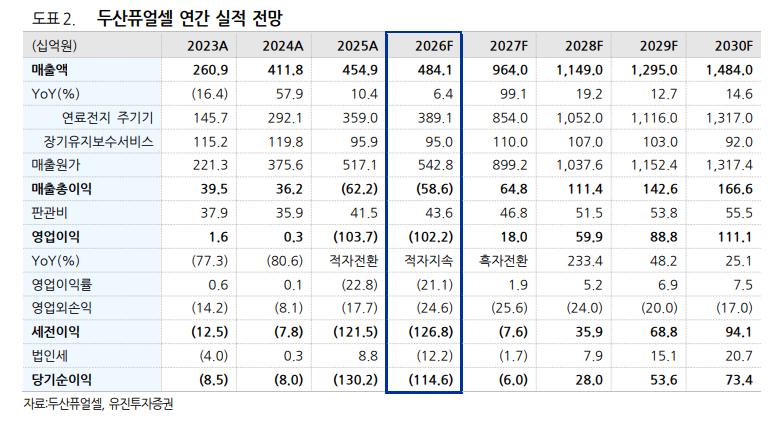 도표 2. 두산퓨얼셀 연간 실적 전망
(십억원) 2023A 2024A 2025A 2026F 2027F 2028F 2029F 2030F
매출액 260.9 411.8 454.9 484.1 964.0 1,149.0 1,295.0 1,484.0
YoY(%) (16.4) 57.9 10.4 6.4 99.1 19.2 12.7 14.6
연료전지 주기기 145.7 292.1 359.0 389.1 854.0 1,052.0 1,116.0 1,317.0
장기유지보수서비스 115.2 119.8 95.9 95.0 110.0 107.0 103.0 92.0
매출원가 221.3 375.6 517.1 542.8 899.2 1,037.6 1,152.4 1,317.4
매출총이익 39.5 36.2 (62.2) (58.6) 64.8 111.4 142.6 166.6
판관비 37.9 35.9 41.5 43.6 46.8 51.5 53.8 55.5
영업이익 1.6 0.3 (103.7) (102.2) 18.0 59.9 88.8 111.1
YoY(%) (77.3) (80.6) 적자전환 적자지속 흑자전환 233.4 48.2 25.1
영업이익률 0.6 0.1 (22.8) (21.1) 1.9 5.2 6.9 7.5
영업외손익 (14.2) (8.1) (17.7) (24.6) (25.6) (24.0) (20.0) (17.0)
세전이익 (12.5) (7.8) (121.5) (126.8) (7.6) 35.9 68.8 94.1
법인세 (4.0) 0.3 8.8 (12.2) (1.7) 7.9 15.1 20.7
당기순이익 (8.5) (8.0) (130.2) (114.6) (6.0) 28.0 53.6 73.4
자료:두산퓨얼셀, 유진투자증권